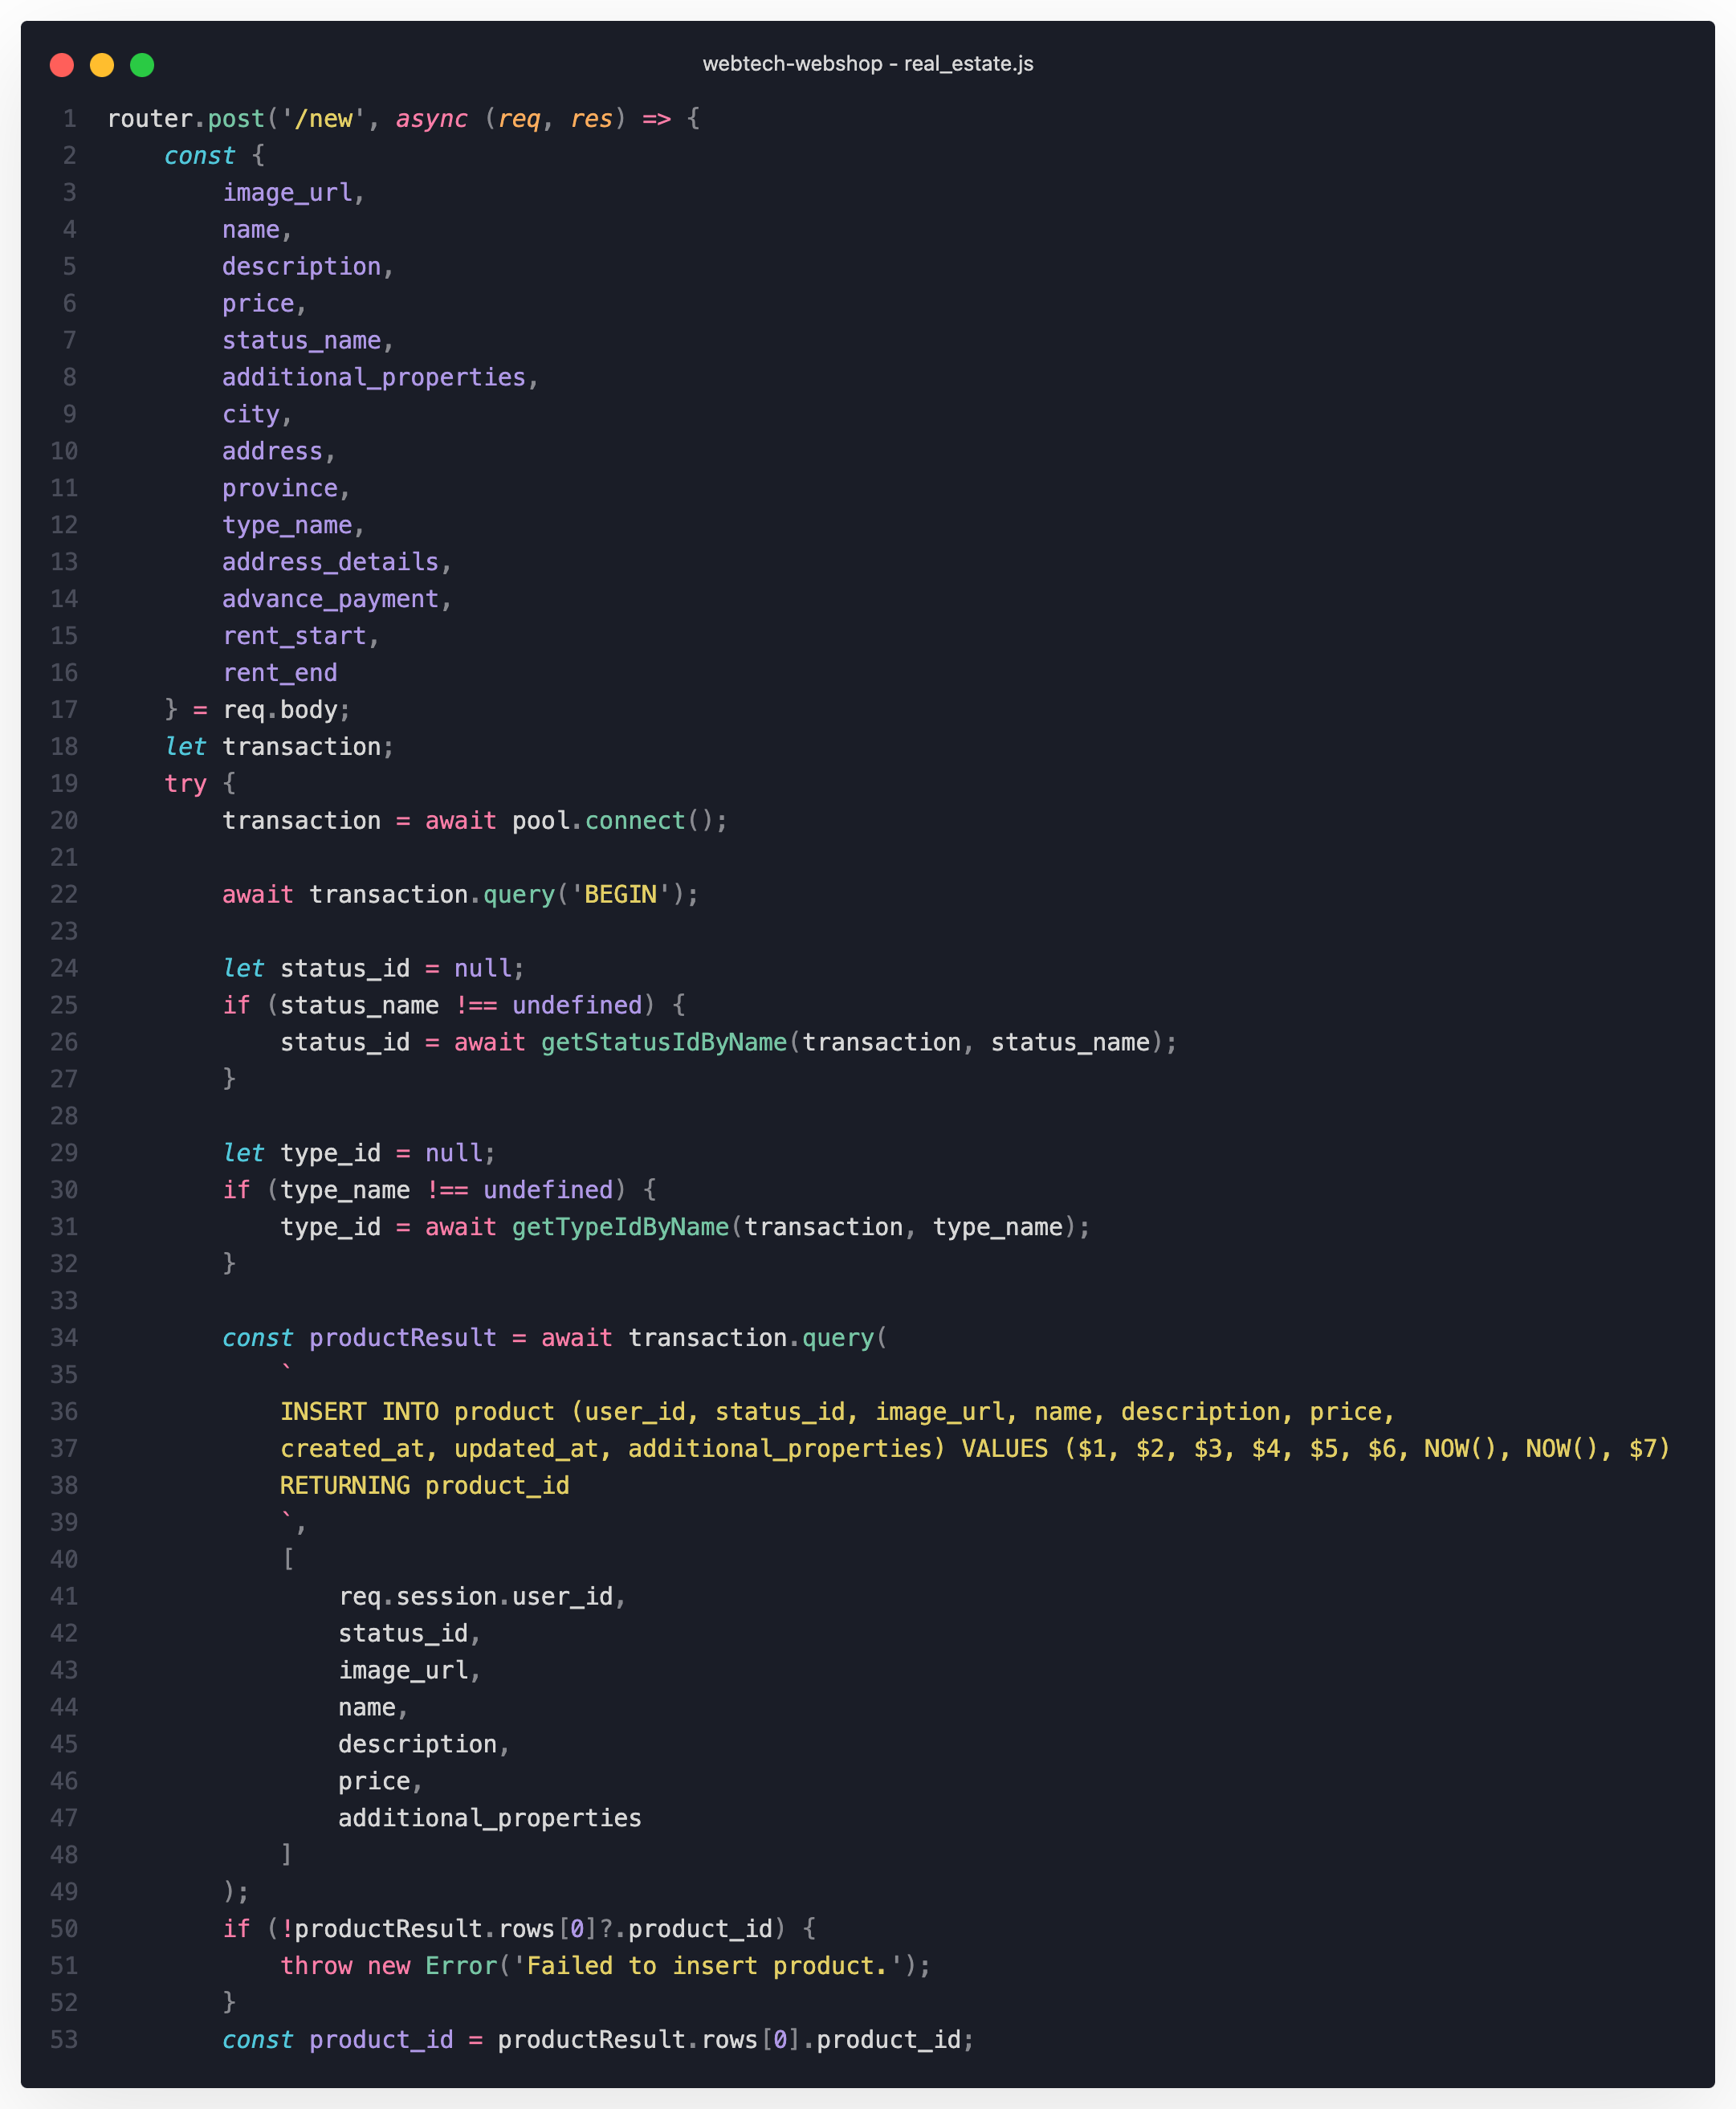 webtech-webshop - real_estate.js
1 router.post('/new', async (req, res) => {
2     const {
3         image_url,
4         name,
5         description,
6         price,
7         status_name,
8         additional_properties,
9         city,
10         address,
11         province,
12         type_name,
13         address_details,
14         advance_payment,
15         rent_start,
16         rent_end
17     } = req.body;
18     let transaction;
19     try {
20         transaction = await pool.connect();
21
22         await transaction.query('BEGIN');
23
24         let status_id = null;
25         if (status_name !== undefined) {
26             status_id = await getStatusIdByName(transaction, status_name);
27         }
28
29         let type_id = null;
30         if (type_name !== undefined) {
31             type_id = await getTypeIdByName(transaction, type_name);
32         }
33
34         const productResult = await transaction.query(
35             `
36             INSERT INTO product (user_id, status_id, image_url, name, description, price,
37             created_at, updated_at, additional_properties) VALUES ($1, $2, $3, $4, $5, $6, NOW(), NOW(), $7)
38             RETURNING product_id
39             `,
40             [
41                 req.session.user_id,
42                 status_id,
43                 image_url,
44                 name,
45                 description,
46                 price,
47                 additional_properties
48             ]
49         );
50         if (!productResult.rows[0]?.product_id) {
51             throw new Error('Failed to insert product.');
52         }
53         const product_id = productResult.rows[0].product_id;